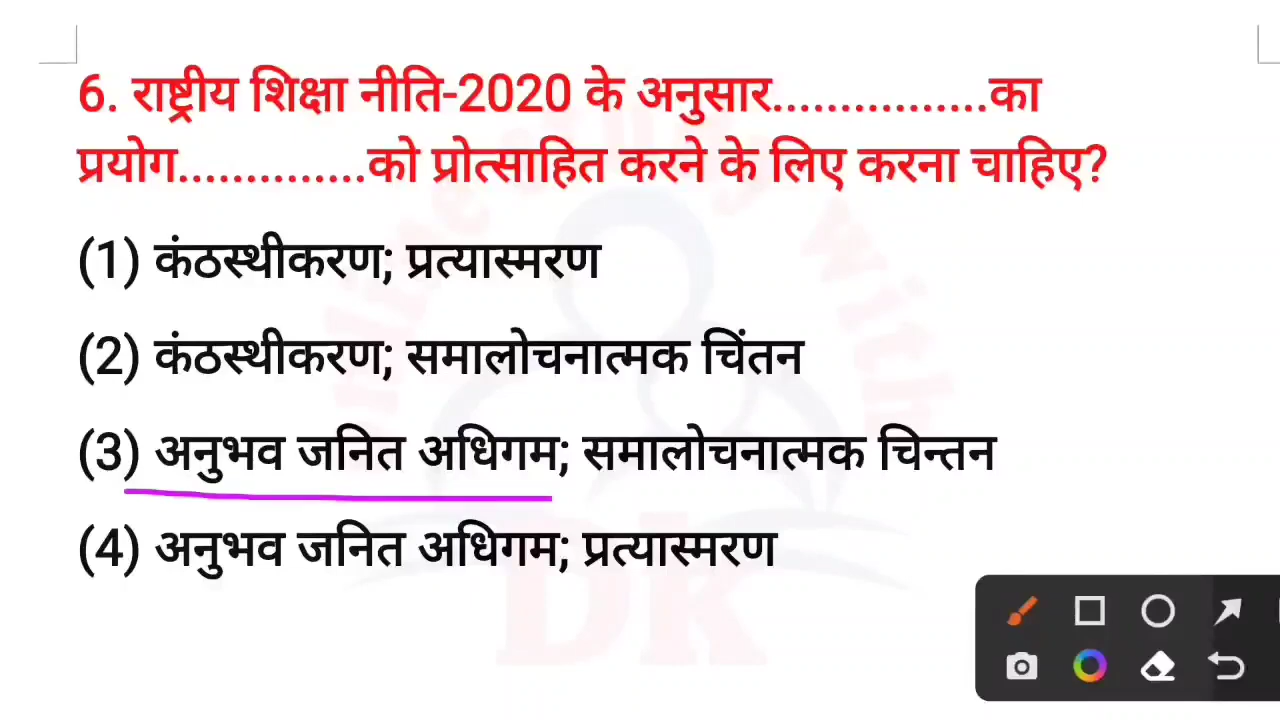 6. राष्ट्रीय शिक्षा नीति-2020 के अनुसार................का
प्रयोग..............को प्रोत्साहित करने के लिए करना चाहिए?
(1) कंठस्थीकरण; प्रत्यास्मरण
(2) कंठस्थीकरण; समालोचनात्मक चिंतन
(3) अनुभव जनित अधिगम; समालोचनात्मक चिन्तन
(4) अनुभव जनित अधिगम; प्रत्यास्मरण
DK